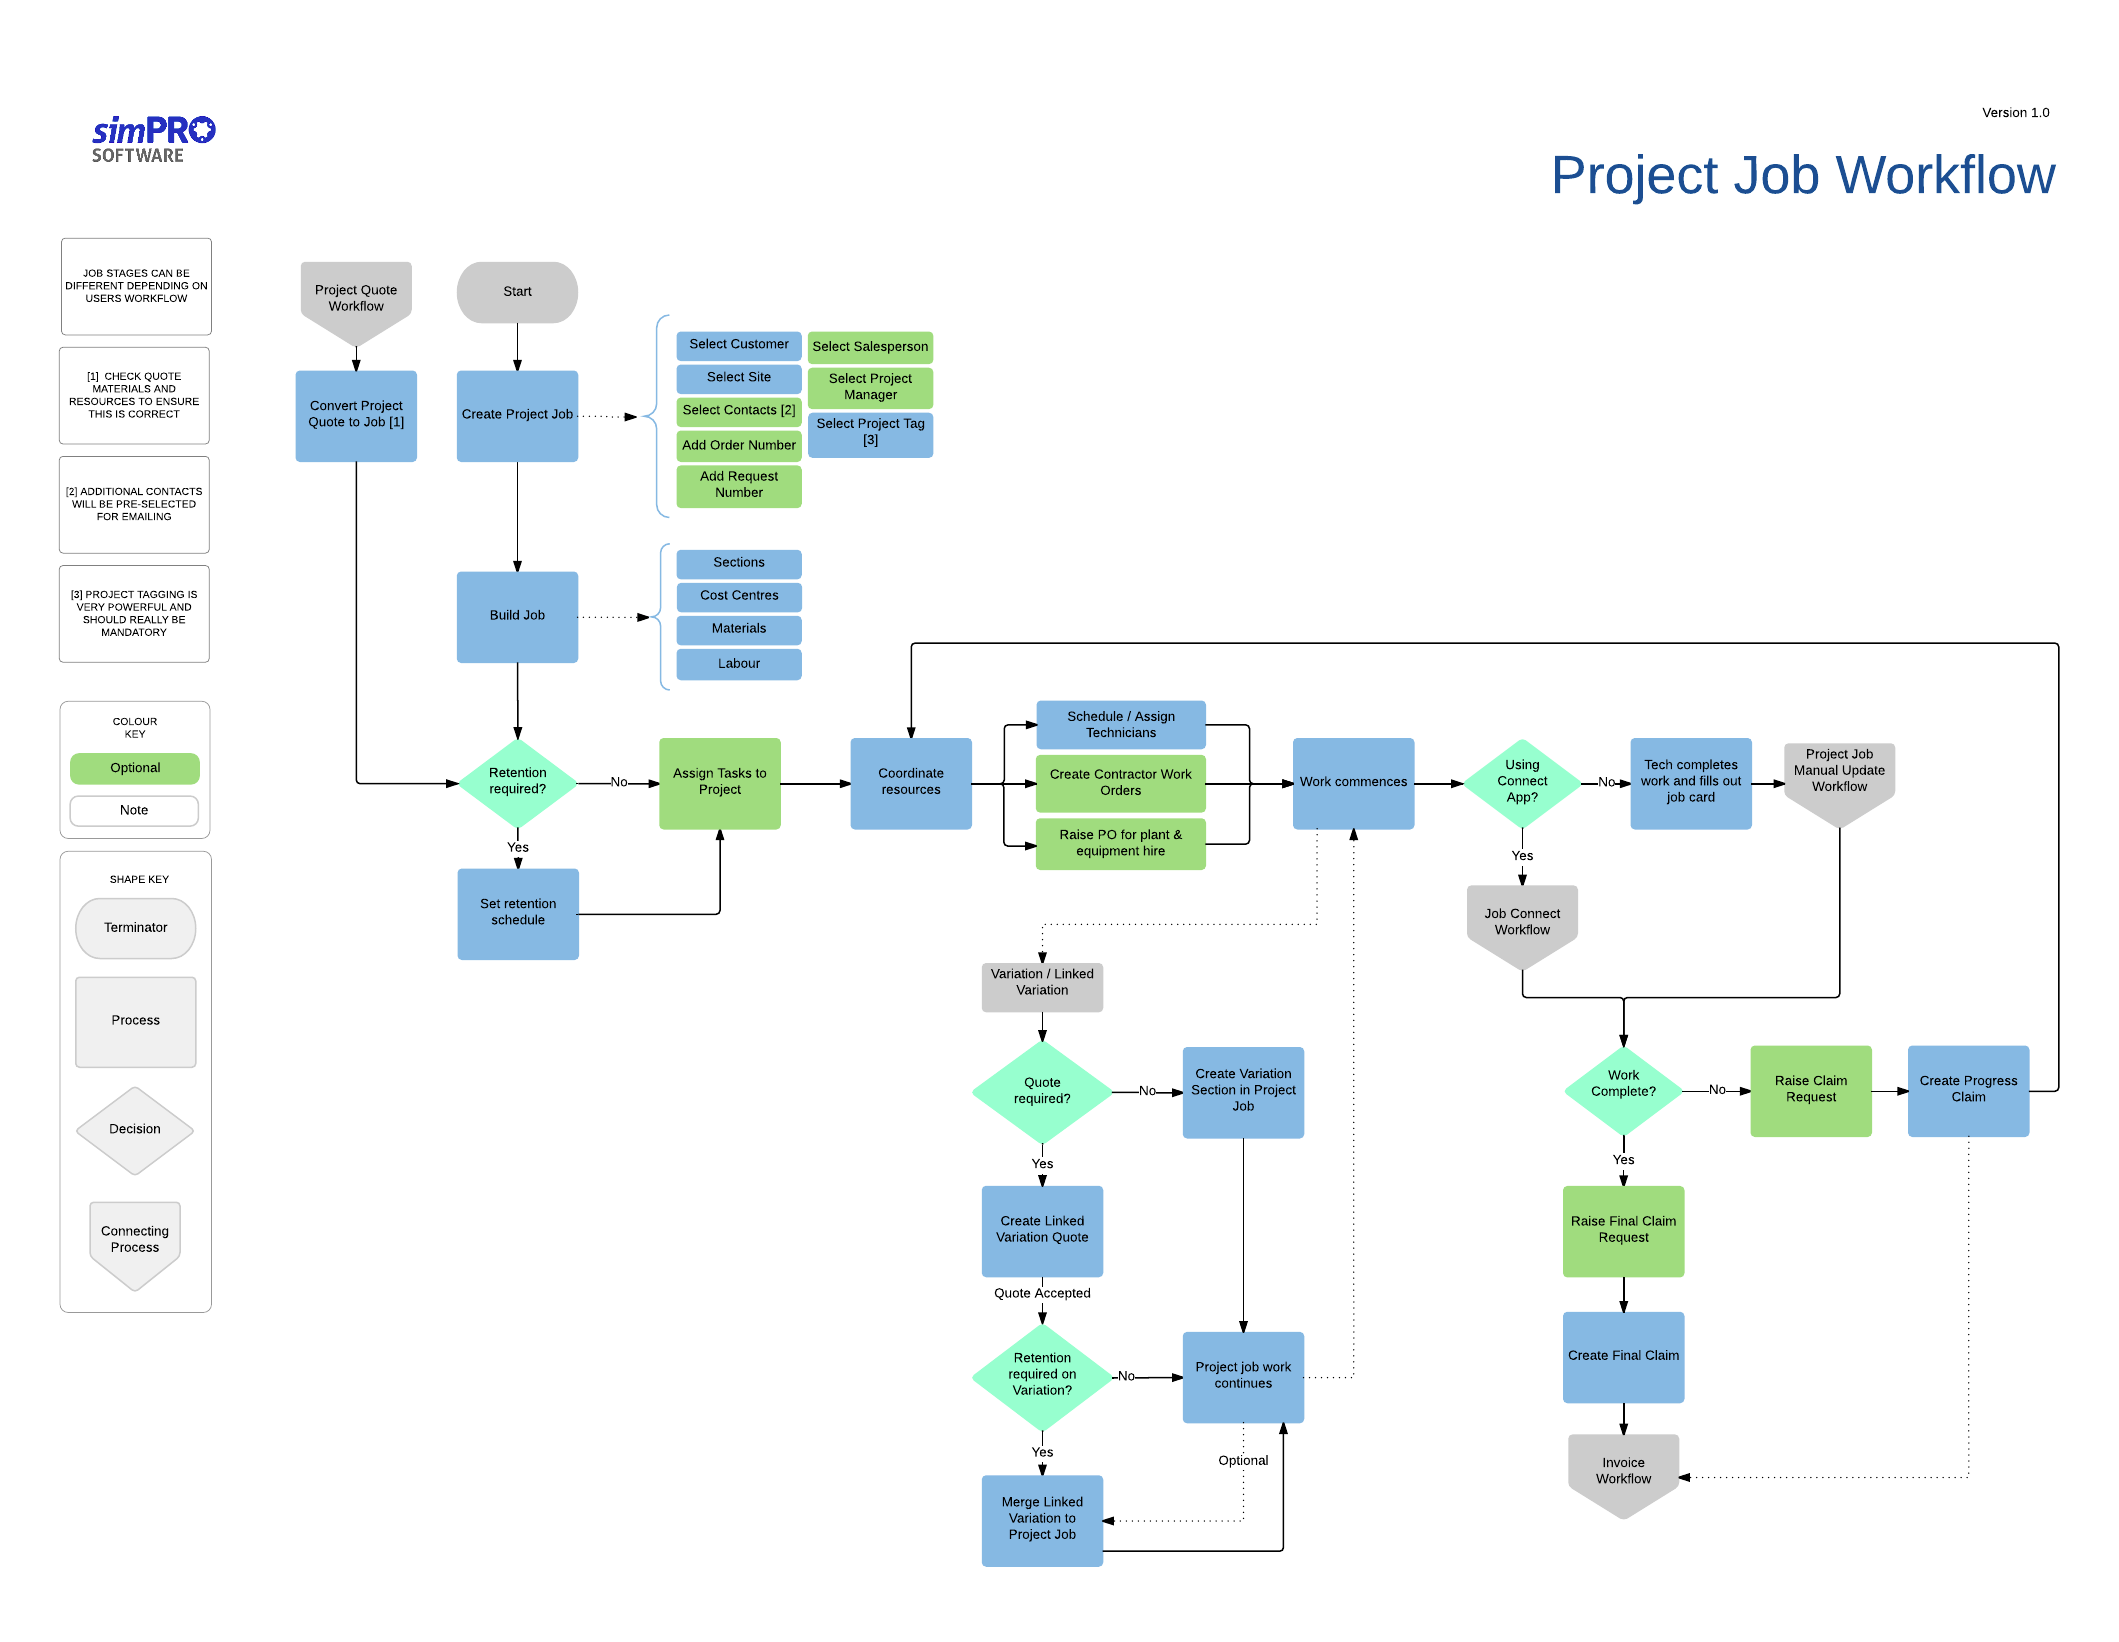 simPRO
SOFTWARE
Version 1.0
Project Job Workflow
JOB STAGES CAN BE
DIFFERENT DEPENDING ON
USERS WORKFLOW
[1] CHECK QUOTE
MATERIALS AND
RESOURCES TO ENSURE
THIS IS CORRECT
[2] ADDITIONAL CONTACTS
WILL BE PRE-SELECTED
FOR EMAILING
[3] PROJECT TAGGING IS
VERY POWERFUL AND
SHOULD REALLY BE
MANDATORY
COLOUR
KEY
Optional
Note
SHAPE KEY
Terminator
Process
Decision
Connecting
Process
Project Quote
Workflow
Convert Project
Quote to Job [1]
Start
Create Project Job
Select Customer
Select Site
Select Contacts [2]
Add Order Number
Add Request
Number
Select Salesperson
Select Project
Manager
Select Project Tag
[3]
Build Job
Sections
Cost Centres
Materials
Labour
Retention
required?
No
Yes
Set retention
schedule
Assign Tasks to
Project
Coordinate
resources
Schedule / Assign
Technicians
Create Contractor Work
Orders
Raise PO for plant &
equipment hire
Work commences
Using
Connect
App?
No
Yes
Tech completes
work and fills out
job card
Project Job
Manual Update
Workflow
Job Connect
Workflow
Variation / Linked
Variation
Quote
required?
No
Yes
Create Variation
Section in Project
Job
Create Linked
Variation Quote
Quote Accepted
Retention
required on
Variation?
No
Yes
Project job work
continues
Optional
Merge Linked
Variation to
Project Job
Work
Complete?
No
Yes
Raise Claim
Request
Create Progress
Claim
Raise Final Claim
Request
Create Final Claim
Invoice
Workflow